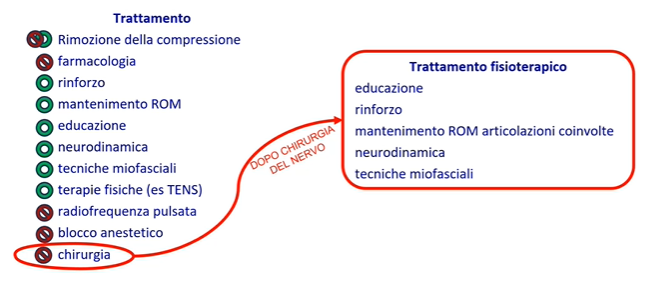 Trattamento
Rimozione della compressione
farmacologia
rinforzo
mantenimento ROM
educazione
neurodinamica
tecniche miofasciali
terapie fisiche (es TENS)
radiofrequenza pulsata
blocco anestetico
chirurgia
DOPO CHIRURGIA
DEL NERVO
Trattamento fisioterapico
educazione
rinforzo
mantenimento ROM articolazioni coinvolte
neurodinamica
tecniche miofasciali